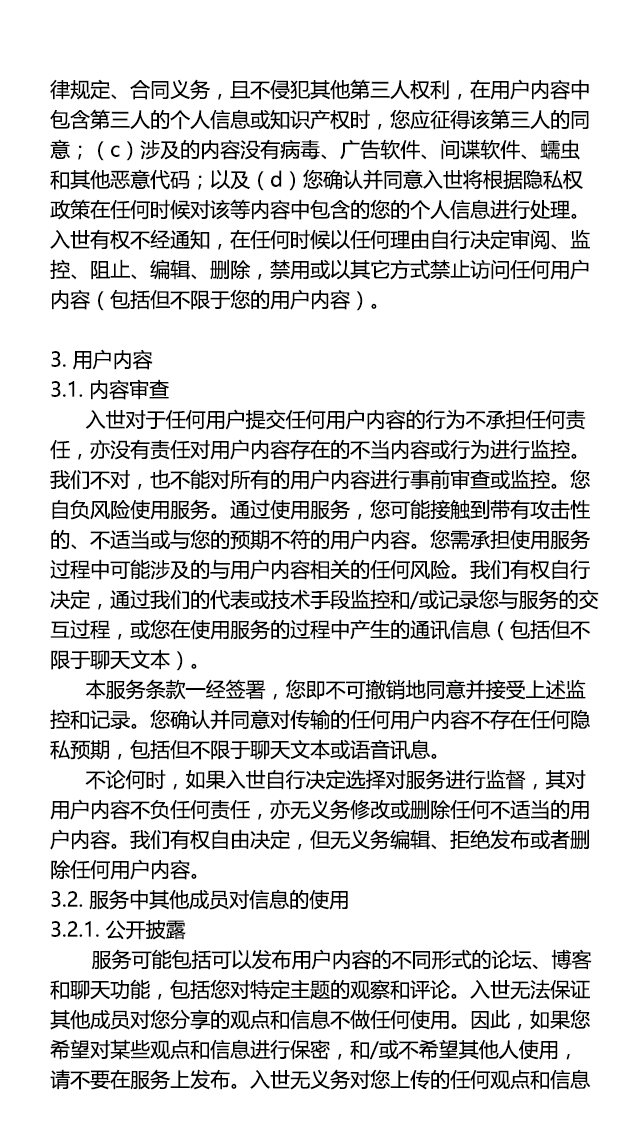 律规定、合同义务，且不侵犯其他第三人权利，在用户内容中
包含第三人的个人信息或知识产权时，您应征得该第三人的同
意；（c）涉及的内容没有病毒、广告软件、间谍软件、蠕虫
和其他恶意代码；以及（d）您确认并同意入世将根据隐私权
政策在任何时候对该等内容中包含的您的个人信息进行处理。
入世有权不经通知，在任何时候以任何理由自行决定审阅、监
控、阻止、编辑、删除，禁用或以其它方式禁止访问任何用户
内容（包括但不限于您的用户内容）。
3. 用户内容
3.1. 内容审查
入世对于任何用户提交任何用户内容的行为不承担任何责
任，亦没有责任对用户内容存在的不当内容或行为进行监控。
我们不对，也不能对所有的用户内容进行事前审查或监控。您
自负风险使用服务。通过使用服务，您可能接触到带有攻击性
的、不适当或与您的预期不符的用户内容。您需承担使用服务
过程中可能涉及的与用户内容相关的任何风险。我们有权自行
决定，通过我们的代表或技术手段监控和/或记录您与服务的交
互过程，或您在使用服务的过程中产生的通讯信息（包括但不
限于聊天文本）。
本服务条款一经签署，您即不可撤销地同意并接受上述监
控和记录。您确认并同意对传输的任何用户内容不存在任何隐
私预期，包括但不限于聊天文本或语音讯息。
不论何时，如果入世自行决定选择对服务进行监督，其对
用户内容不负任何责任，亦无义务修改或删除任何不适当的用
户内容。我们有权自由决定，但无义务编辑、拒绝发布或者删
除任何用户内容。
3.2. 服务中其他成员对信息的使用
3.2.1. 公开披露
服务可能包括可以发布用户内容的不同形式的论坛、博客
和聊天功能，包括您对特定主题的观察和评论。入世无法保证
其他成员对您分享的观点和信息不做任何使用。因此，如果您
希望对某些观点和信息进行保密，和/或不希望其他人使用，
请不要在服务上发布。入世无义务对您上传的任何观点和信息